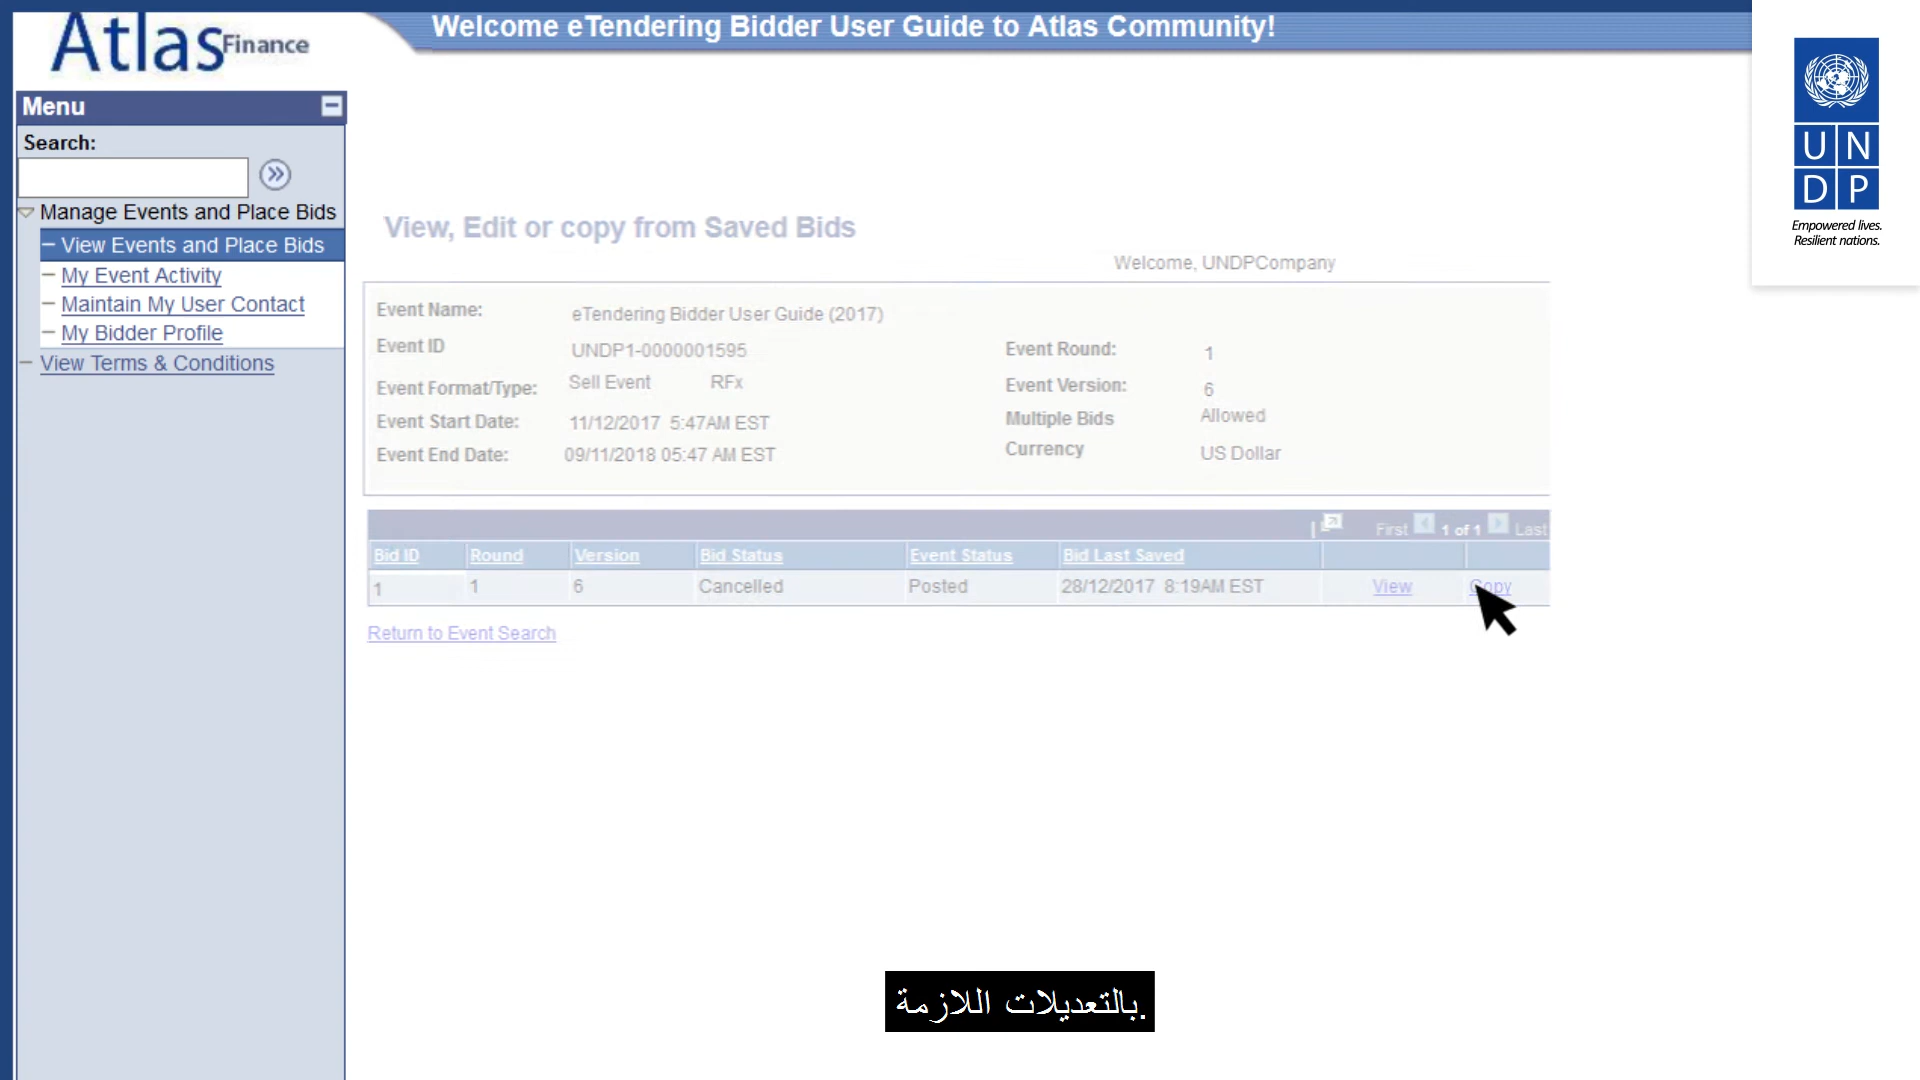 Atlas Finance
Welcome eTendering Bidder User Guide to Atlas Community!
UN
DP
Empowered lives.
Resilient nations.
Menu
Search:
Manage Events and Place Bids
View Events and Place Bids
My Event Activity
Maintain My User Contact
My Bidder Profile
View Terms & Conditions
View, Edit or copy from Saved Bids
Welcome, UNDPCompany
Event Name: eTendering Bidder User Guide (2017)
Event ID UNDP1-0000001595 Event Round: 1
Event Format/Type: Sell Event RFx Event Version: 6
Event Start Date: 11/12/2017 5:47AM EST Multiple Bids Allowed
Event End Date: 09/11/2018 05:47 AM EST Currency US Dollar
First 1 of 1 Last
Bid ID Round Version Bid Status Event Status Bid Last Saved
1 1 6 Cancelled Posted 28/12/2017 8:19AM EST View Copy
Return to Event Search
بالتعديلات اللازمة.